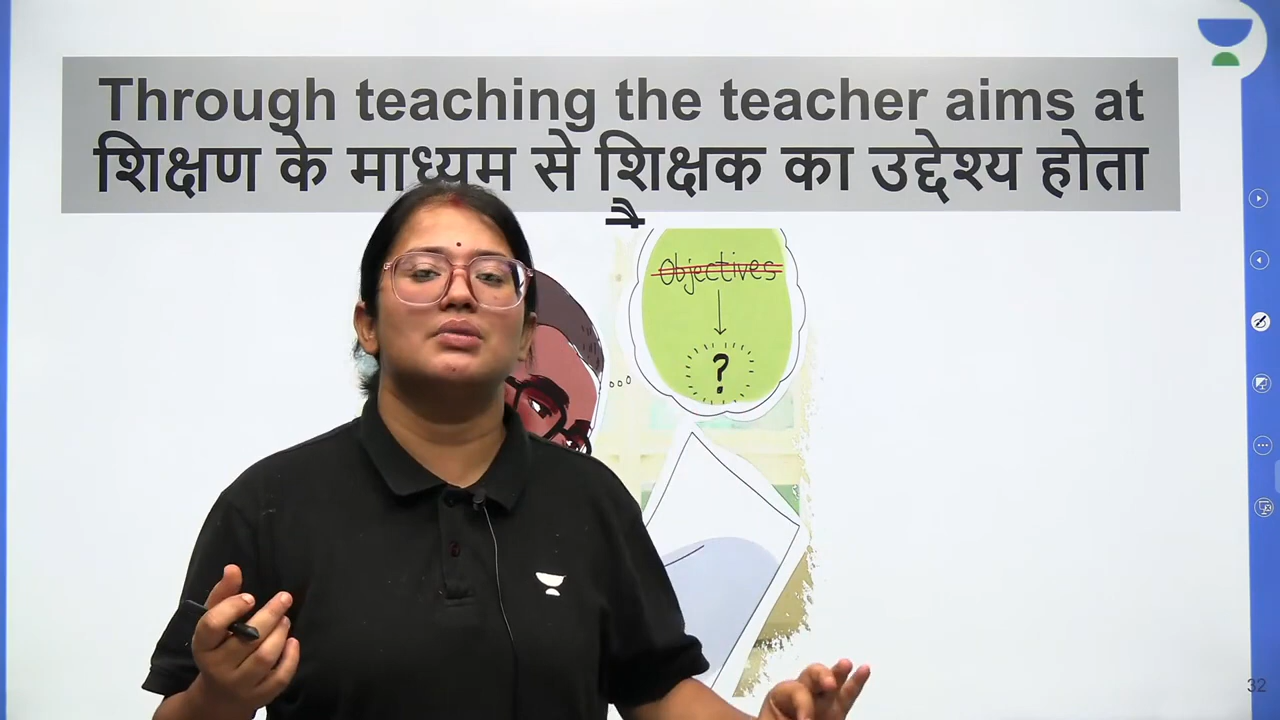 Through teaching the teacher aims at
शिक्षण के माध्यम से शिक्षक का उद्देश्य होता
है
Objectives
?
32